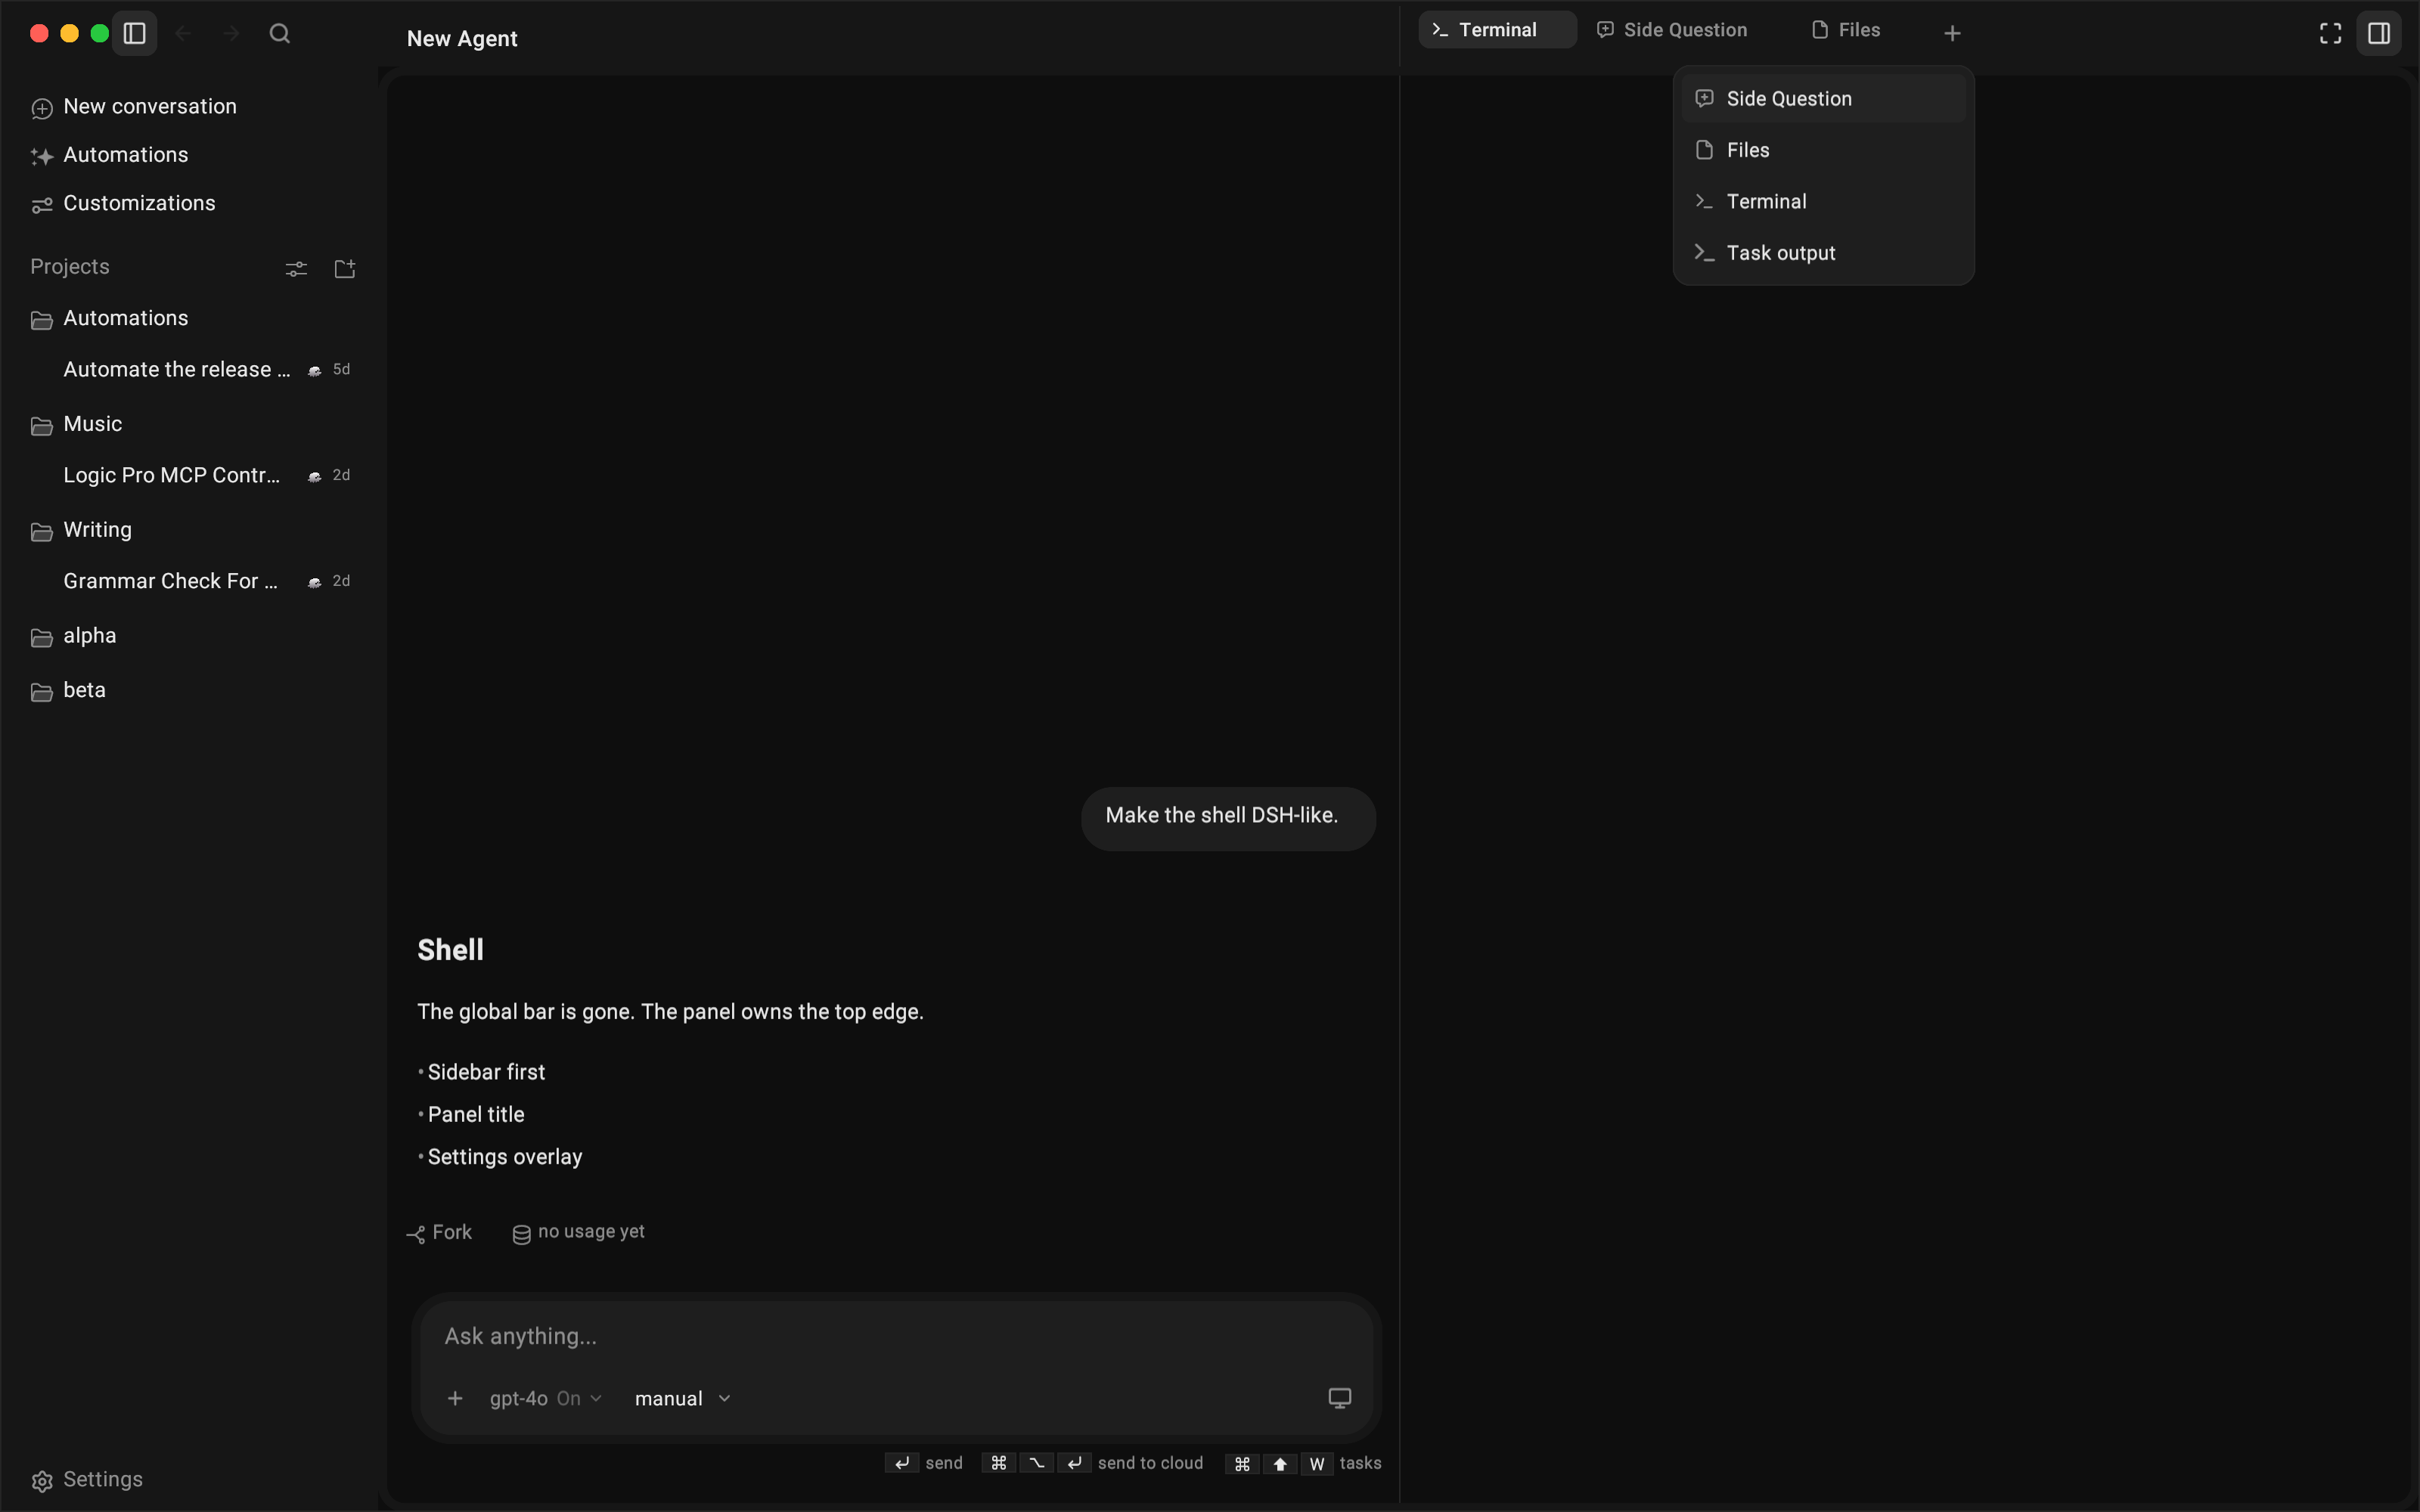 New Agent
Terminal
Side Question
Files
New conversation
Automations
Customizations
Projects
Automations
Automate the release ...
5d
Music
Logic Pro MCP Contr...
2d
Writing
Grammar Check For ...
2d
alpha
beta
Settings
Side Question
Files
Terminal
Task output
Make the shell DSH-like.
Shell
The global bar is gone. The panel owns the top edge.
• Sidebar first
• Panel title
• Settings overlay
Fork
no usage yet
Ask anything...
gpt-4o On
manual
↵ send ⌘ ⌥ ↵ send to cloud ⌘ ⬆ W tasks